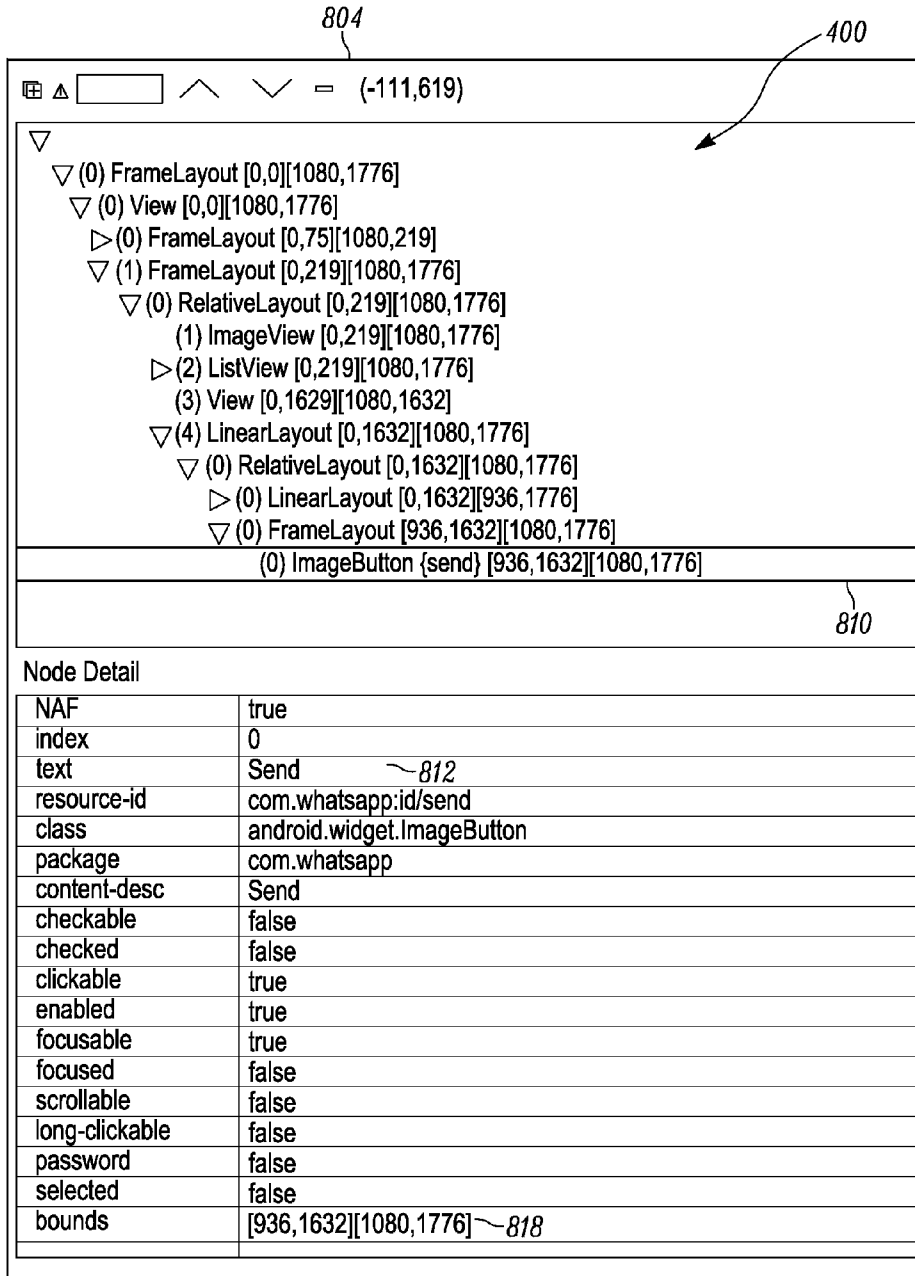 804
400
(-111,619)
(0) FrameLayout [0,0][1080,1776]
(0) View [0,0][1080,1776]
(0) FrameLayout [0,75][1080,219]
(1) FrameLayout [0,219][1080,1776]
(0) RelativeLayout [0,219][1080,1776]
(1) ImageView [0,219][1080,1776]
(2) ListView [0,219][1080,1776]
(3) View [0,1629][1080,1632]
(4) LinearLayout [0,1632][1080,1776]
(0) RelativeLayout [0,1632][1080,1776]
(0) LinearLayout [0,1632][936,1776]
(0) FrameLayout [936,1632][1080,1776]
(0) ImageButton {send} [936,1632][1080,1776]
810
Node Detail
NAF true
index 0
text Send 812
resource-id com.whatsapp:id/send
class android.widget.ImageButton
package com.whatsapp
content-desc Send
checkable false
checked false
clickable true
enabled true
focusable true
focused false
scrollable false
long-clickable false
password false
selected false
bounds [936,1632][1080,1776] 818